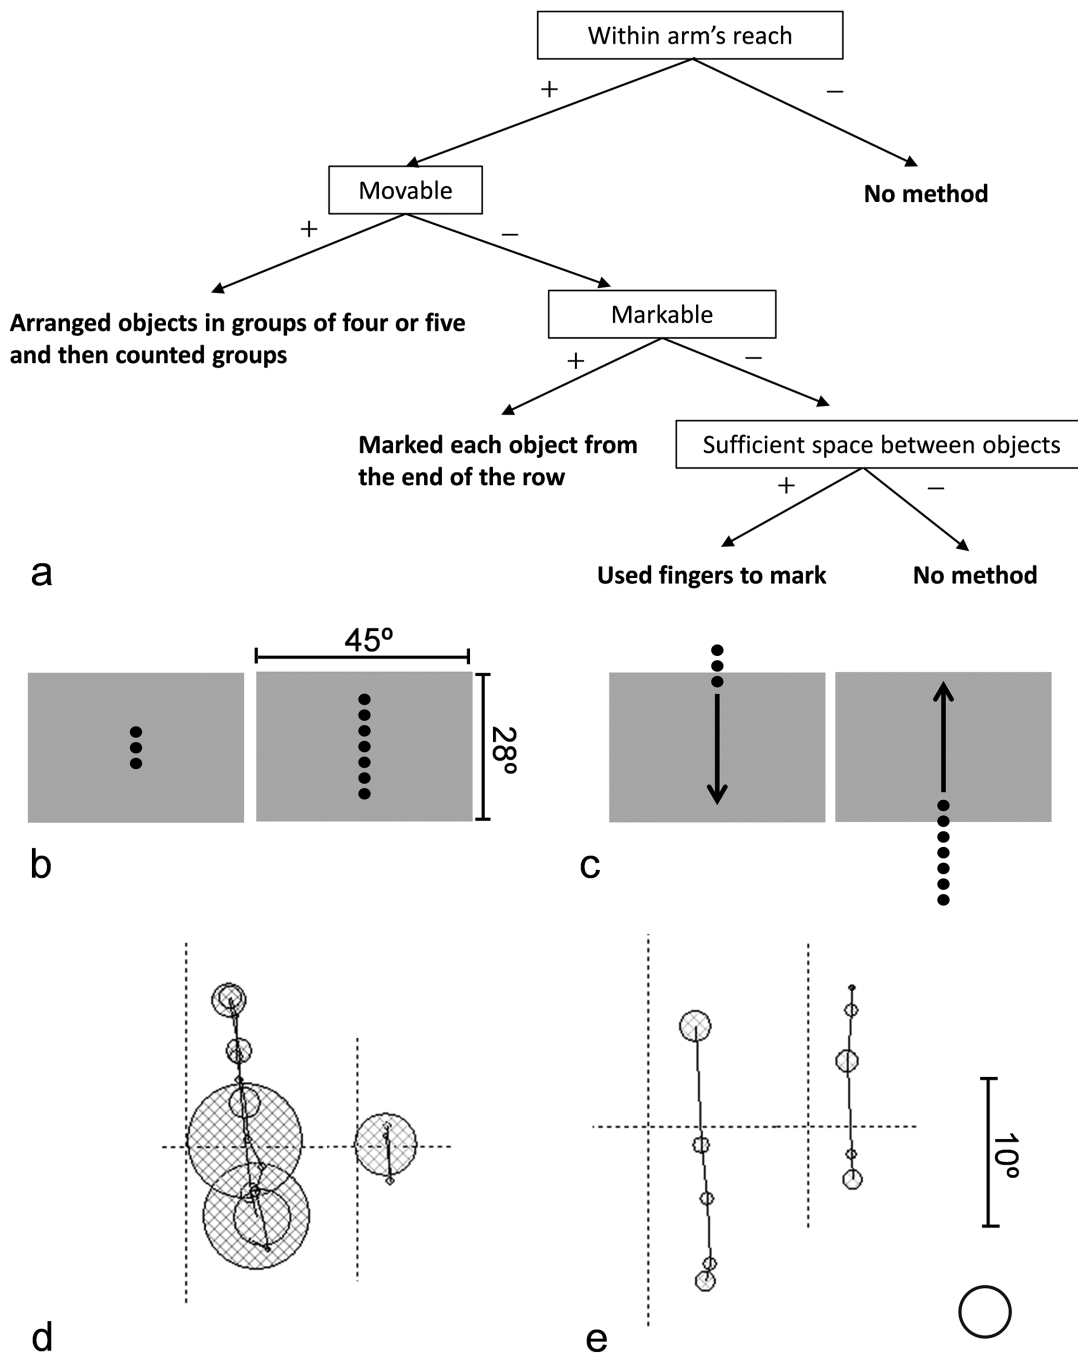 Within arm’s reach
+
–
Movable
No method
+
–
Arranged objects in groups of four or five
and then counted groups
Markable
+
–
Marked each object from
the end of the row
Sufficient space between objects
+
–
Used fingers to mark
No method
a
45º
28º
b
c
10º
d
e